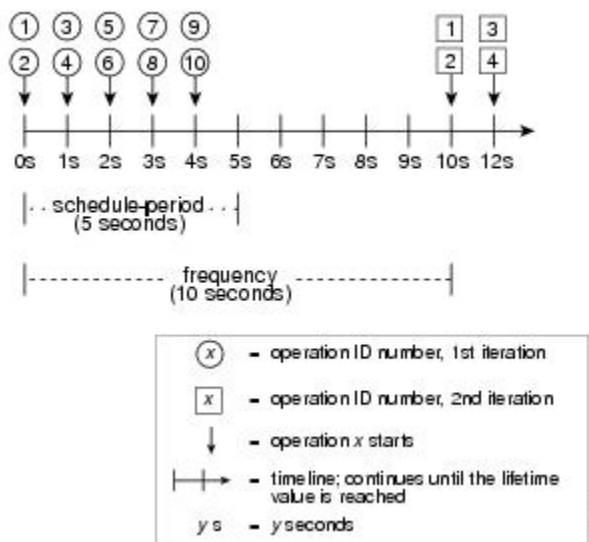 1 3 5 7 9 1 3
2 4 6 8 10 2 4
0s 1s 2s 3s 4s 5s 6s 7s 8s 9s 10s 12s
schedule-period
(5 seconds)
frequency
(10 seconds)
x = operation ID number, 1st iteration
x = operation ID number, 2nd iteration
= operation x starts
= timeline; continues until the lifetime
value is reached
y s = y seconds